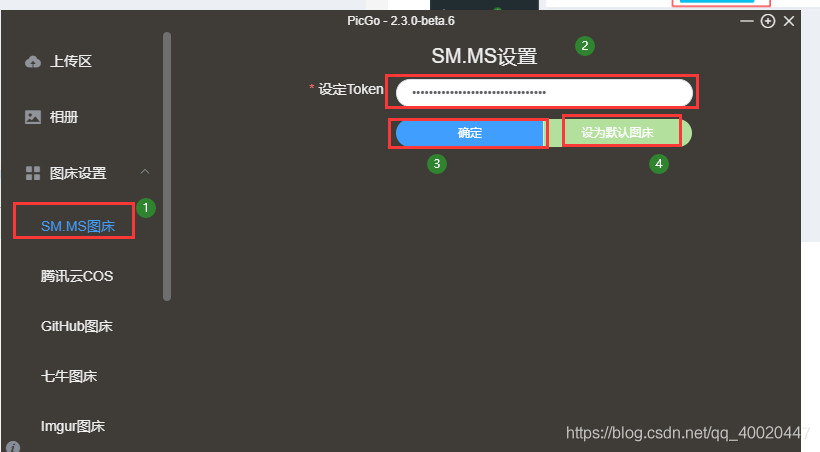 PicGo - 2.3.0-beta.6
上传区
相册
图床设置
SM.MS图床
1
腾讯云COS
GitHub图床
七牛图床
Imgur图床
SM.MS设置
2
* 设定Token
********************************
确定
设为默认图床
3
4
https://blog.csdn.net/qq_40020447